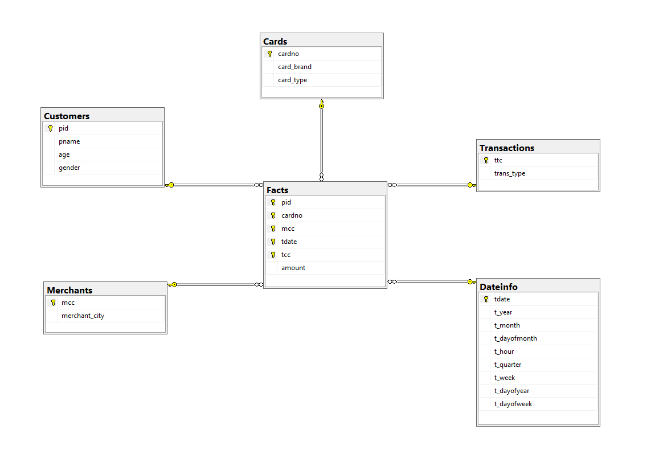 Cards
cardno
card_brand
card_type
Customers
pid
pname
age
gender
Transactions
ttc
trans_type
Facts
pid
cardno
mcc
tdate
tcc
amount
Merchants
mcc
merchant_city
Dateinfo
tdate
t_year
t_month
t_dayofmonth
t_hour
t_quarter
t_week
t_dayofyear
t_dayofweek